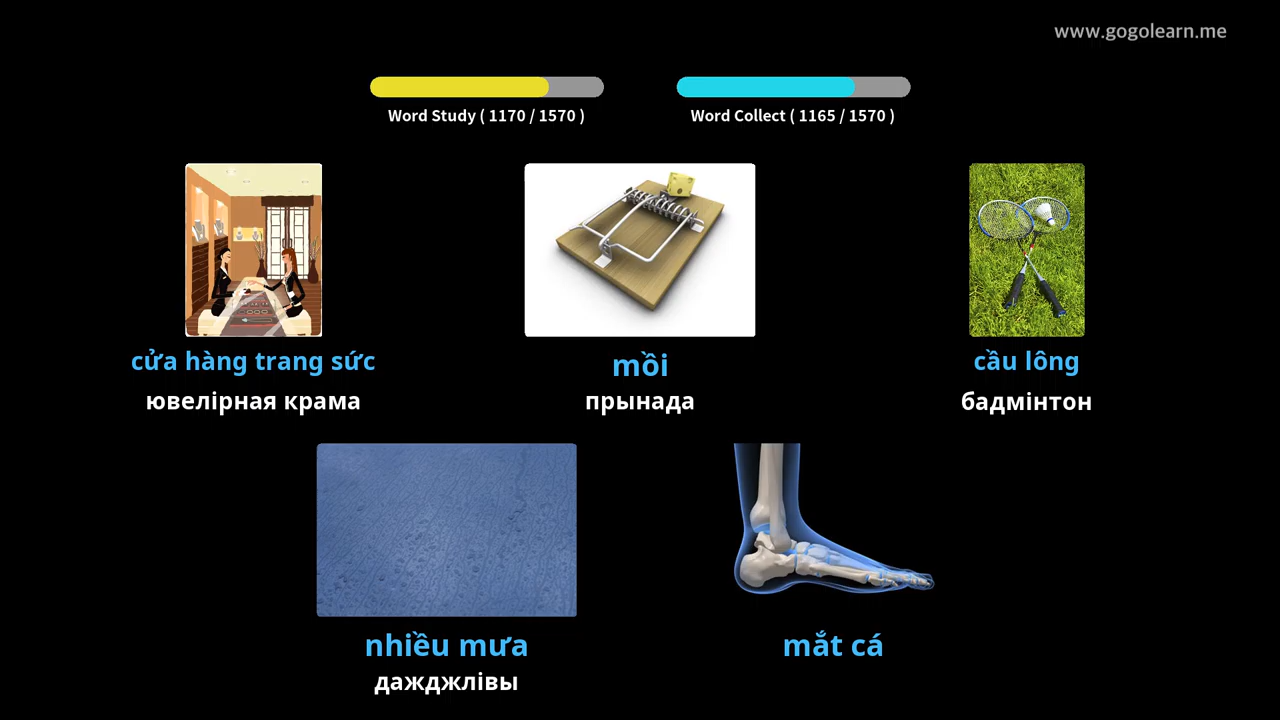 www.gogolearn.me
Word Study ( 1170 / 1570 )
Word Collect ( 1165 / 1570 )
cửa hàng trang sức
ювелірная крама
mồi
прынада
cầu lông
бадмінтон
nhiều mưa
дажджлівы
mắt cá